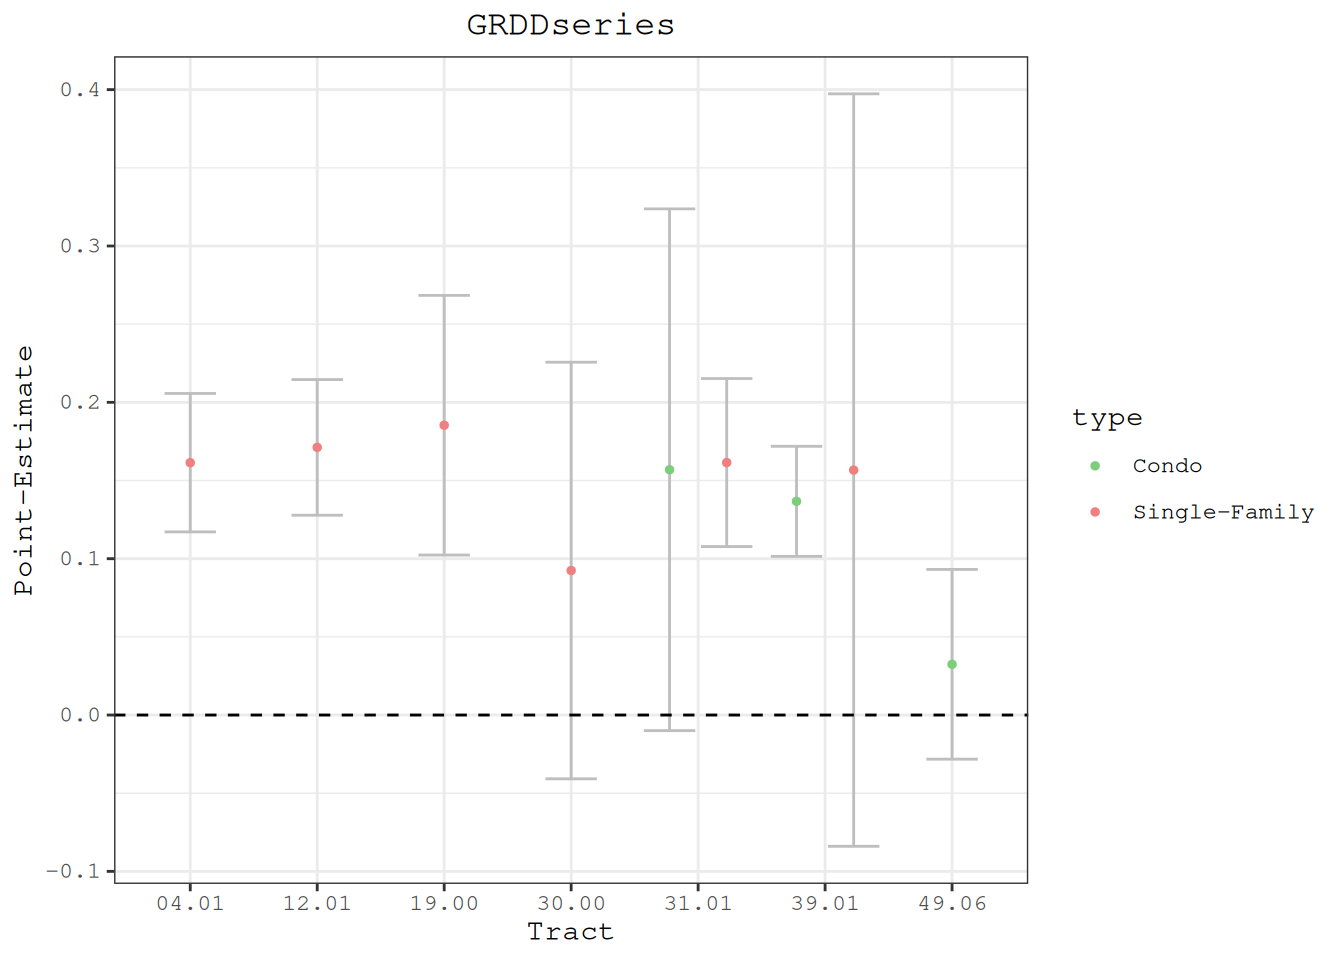 GRDDseries
0.4
0.3
0.2
0.1
0.0
-0.1
Point-Estimate
04.01 12.01 19.00 30.00 31.01 39.01 49.06
Tract
type
Condo
Single-Family